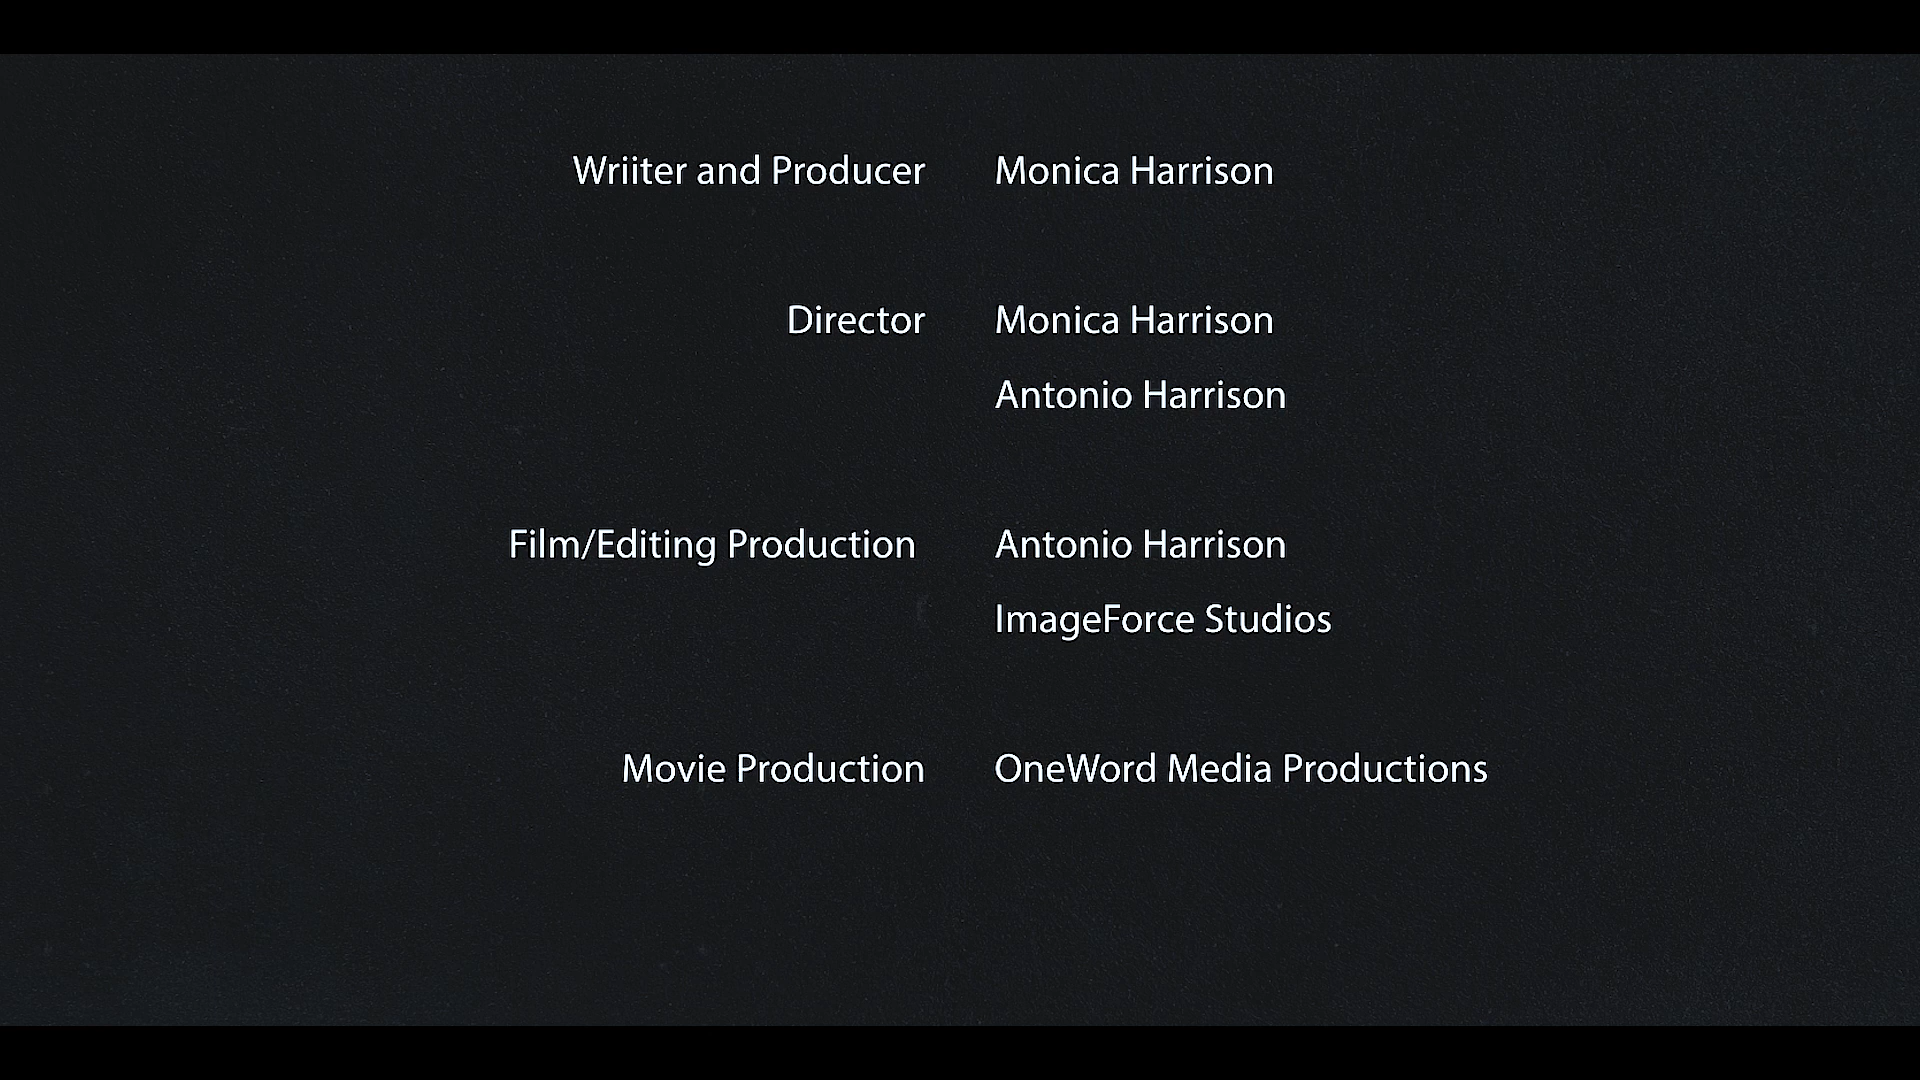 Wriiter and Producer Monica Harrison
Director Monica Harrison
Antonio Harrison
Film/Editing Production Antonio Harrison
ImageForce Studios
Movie Production OneWord Media Productions